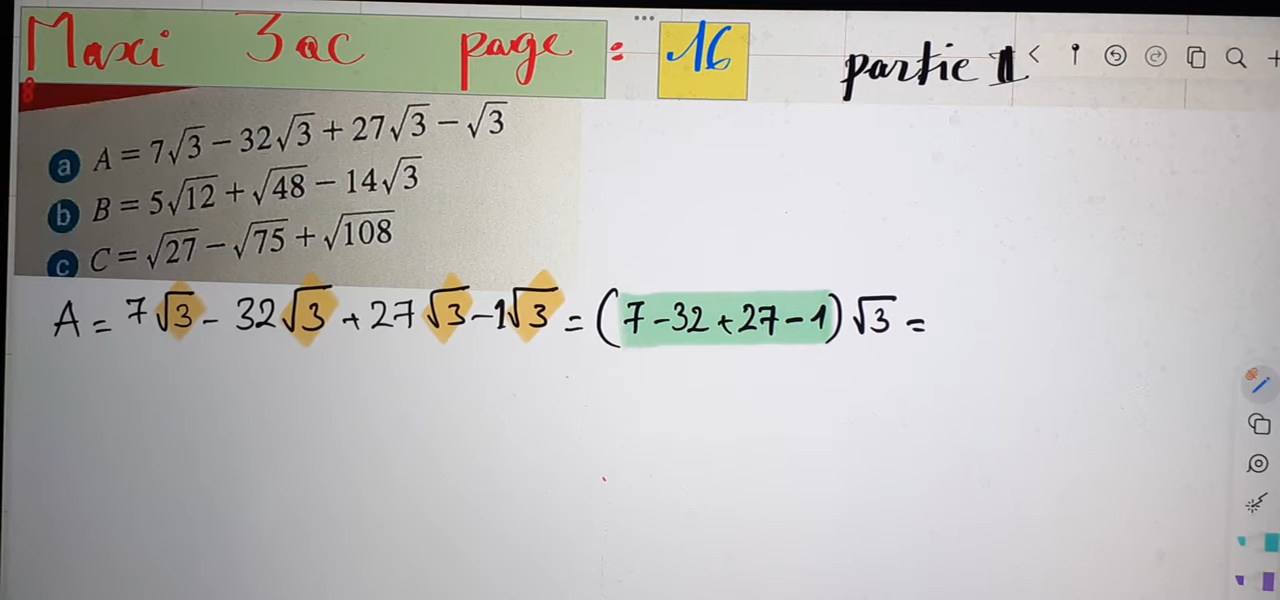 Maxi 3ac page : 16 partie 1
8
a A = 7√3 − 32√3 + 27√3 − √3
b B = 5√12 + √48 − 14√3
c C = √27 − √75 + √108
A = 7√3 − 32√3 + 27√3 − 1√3 = (7 − 32 + 27 − 1)√3 =